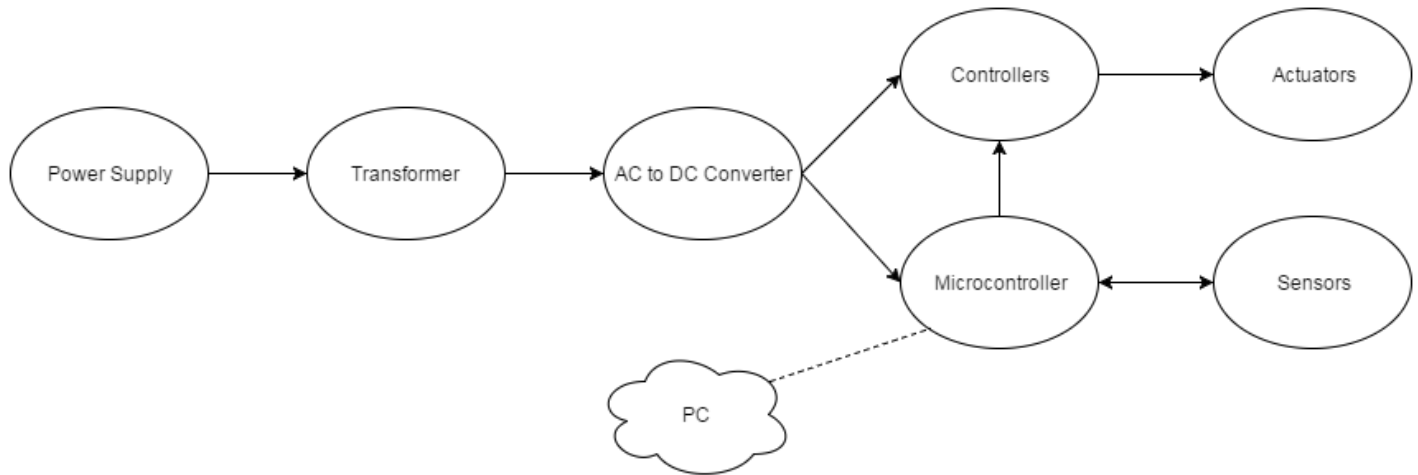 Controllers
Actuators
Power Supply
Transformer
AC to DC Converter
Microcontroller
Sensors
PC